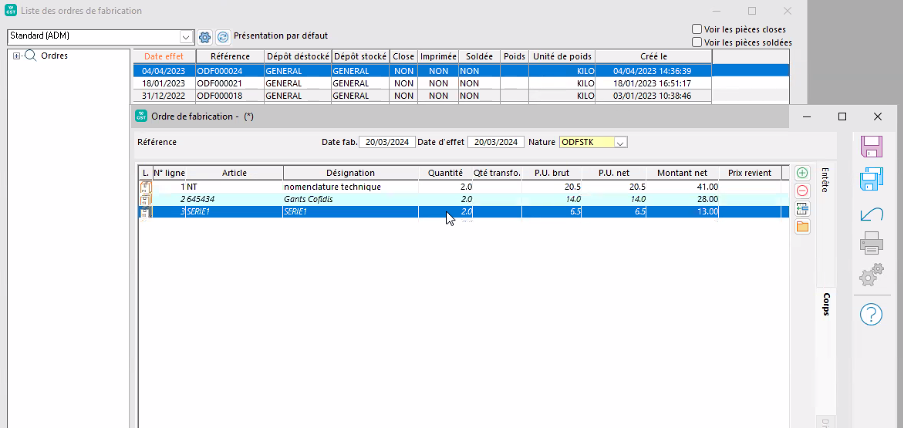 Liste des ordres de fabrication
Standard (ADM) Présentation par défaut
Voir les pièces closes
Voir les pièces soldées
Ordres
Date effet Référence Dépôt déstocké Dépôt stocké Close Imprimée Soldée Poids Unité de poids Créé le
04/04/2023 ODF000024 GENERAL GENERAL NON NON NON KILO 04/04/2023 14:36:39
18/01/2023 ODF000021 GENERAL GENERAL NON NON NON KILO 18/01/2023 16:51:17
31/12/2022 ODF000018 GENERAL GENERAL NON NON NON KILO 03/01/2023 10:38:46
Ordre de fabrication - (*)
Référence Date fab. 20/03/2024 Date d'effet 20/03/2024 Nature ODFSTK
L. N° ligne Article Désignation Quantité Qté transfo. P.U. brut P.U. net Montant net Prix revient
1 NT nomenclature technique 2.0 20.5 20.5 41.00
2 645434 Gants Cofidis 2.0 14.0 14.0 28.00
3 SERIE1 SERIE1 2.0 6.5 6.5 13.00
Entête
Corps